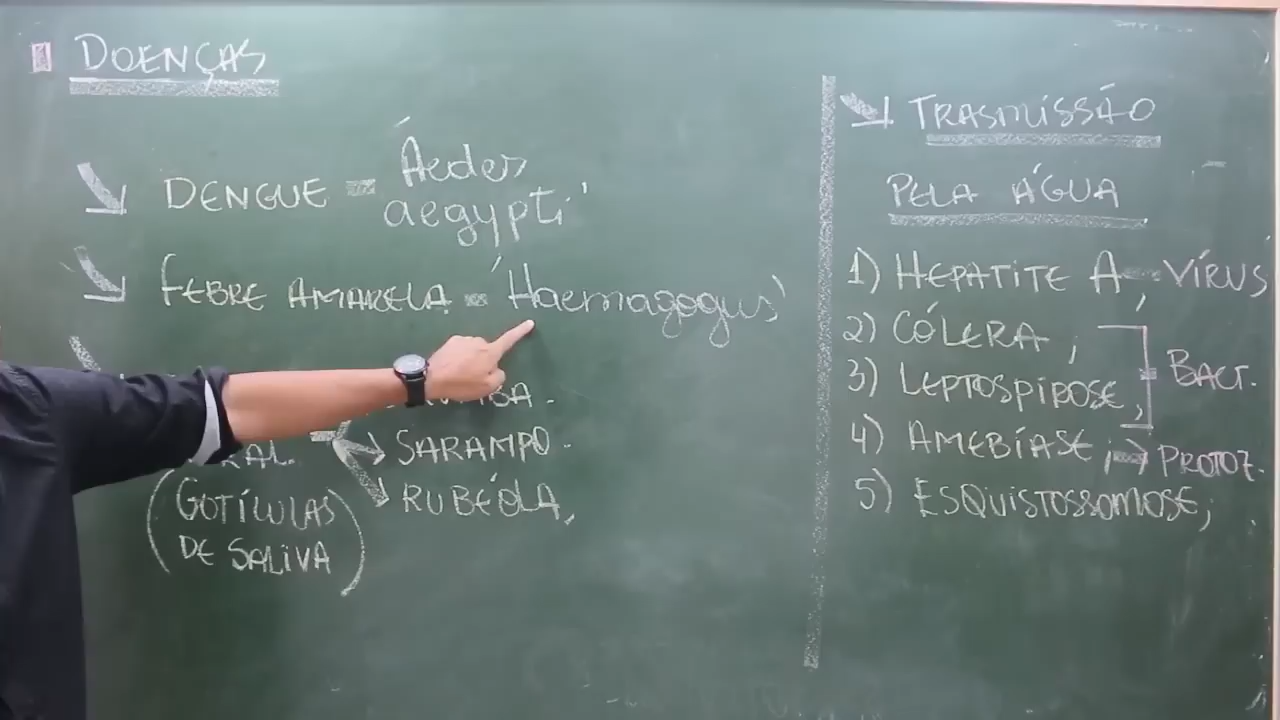 DOENÇAS
DENGUE = 'Aedes
aegypti'
FEBRE AMARELA = 'Haemagogus'
SARAMPO.
(GOTÍCULAS
RUBÉOLA,
DE SALIVA)
TRASMISSÃO
PELA ÁGUA
1) HEPATITE A, - VÍRUS
2) CÓLERA,;
3) LEPTOSPIROSE, BACT.
4) AMEBÍASE; → PROTOZ.
5) ESQUISTOSSOMOSE;